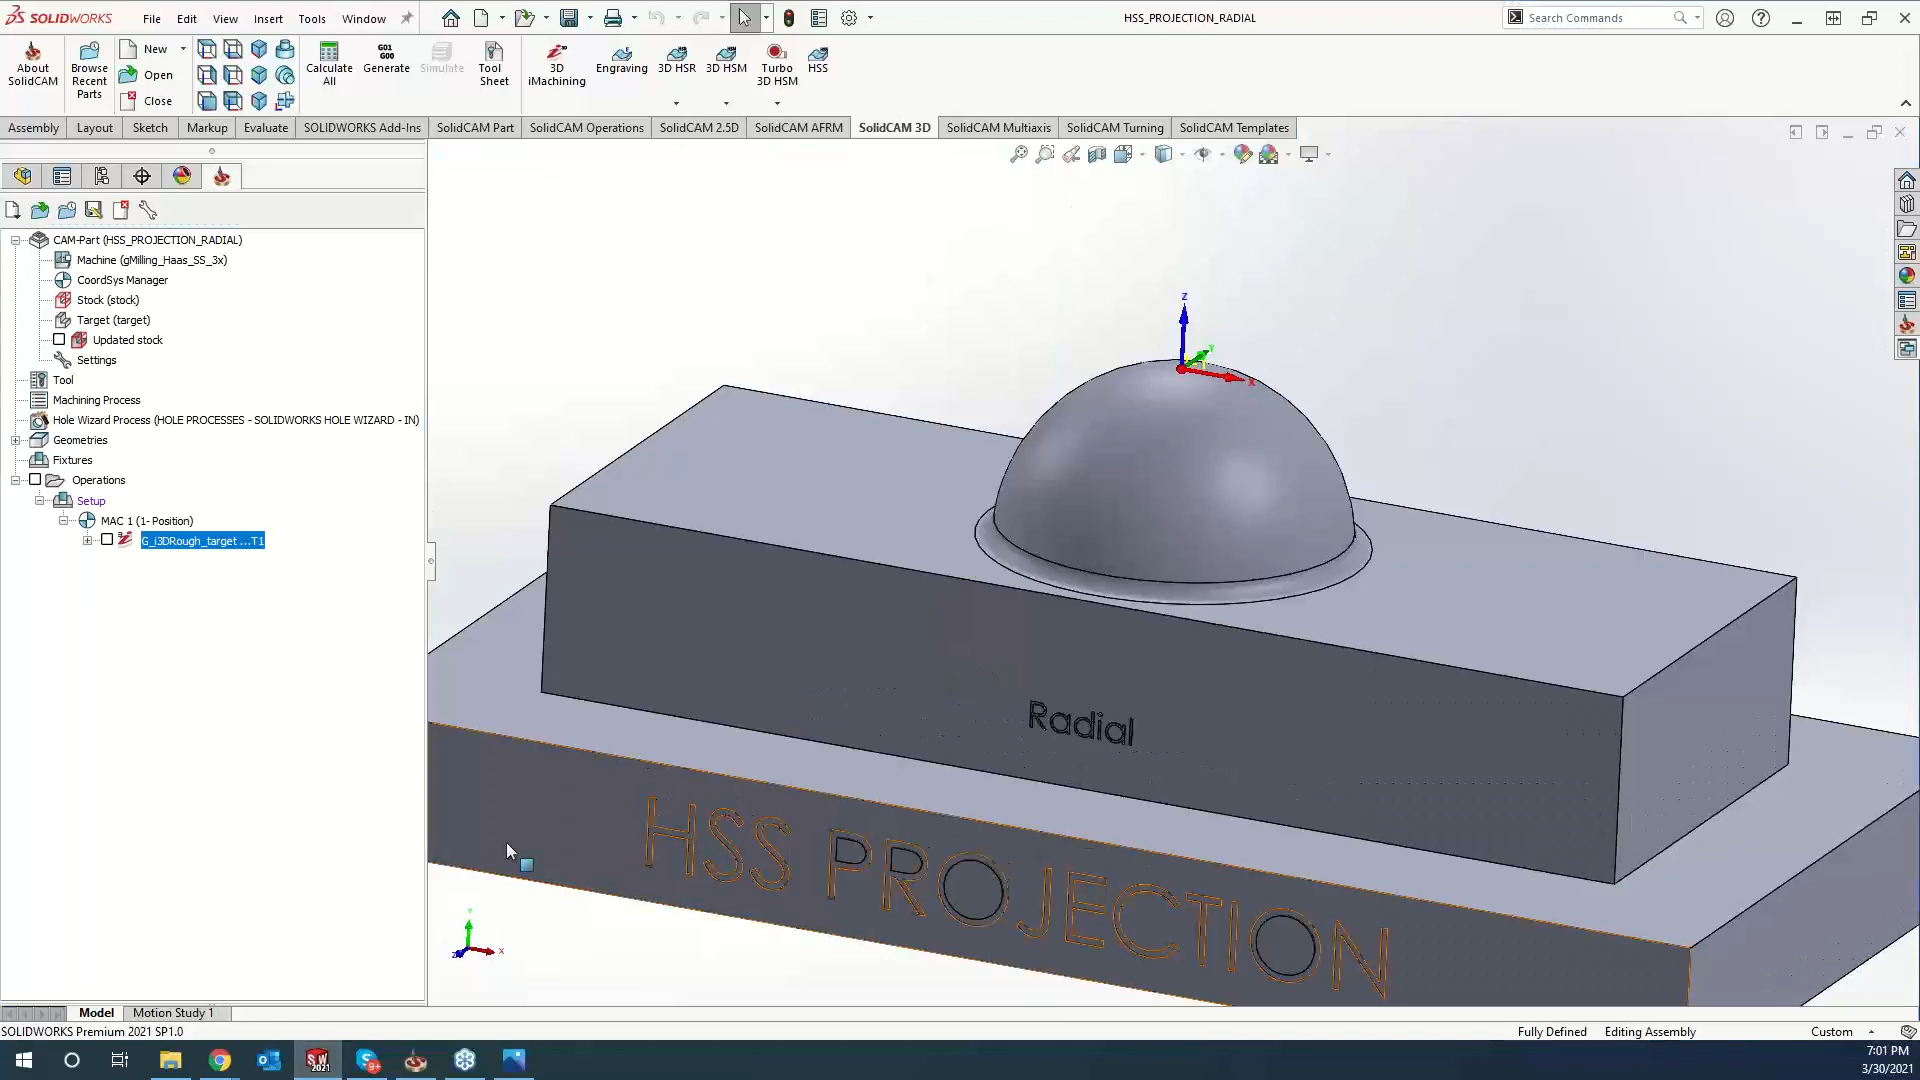 SOLIDWORKS File Edit View Insert Tools Window HSS_PROJECTION_RADIAL Search Commands
About SolidCAM
Browse Recent Parts
New
Open
Close
Calculate All
G01 G00 Generate
Simulate
Tool Sheet
3D iMachining
Engraving
3D HSR
3D HSM
Turbo 3D HSM
HSS
Assembly Layout Sketch Markup Evaluate SOLIDWORKS Add-Ins SolidCAM Part SolidCAM Operations SolidCAM 2.5D SolidCAM AFRM SolidCAM 3D SolidCAM Multiaxis SolidCAM Turning SolidCAM Templates
CAM-Part (HSS_PROJECTION_RADIAL)
Machine (gMilling_Haas_SS_3x)
CoordSys Manager
Stock (stock)
Target (target)
Updated stock
Settings
Tool
Machining Process
Hole Wizard Process (HOLE PROCESSES - SOLIDWORKS HOLE WIZARD - IN)
Geometries
Fixtures
Operations
Setup
MAC 1 (1- Position)
G_i3DRough_target ...T1
Z
Y
X
Radial
HSS PROJECTION
Y
Z X
Model Motion Study 1
SOLIDWORKS Premium 2021 SP1.0 Fully Defined Editing Assembly Custom
SW 2021
9+
7:01 PM
3/30/2021